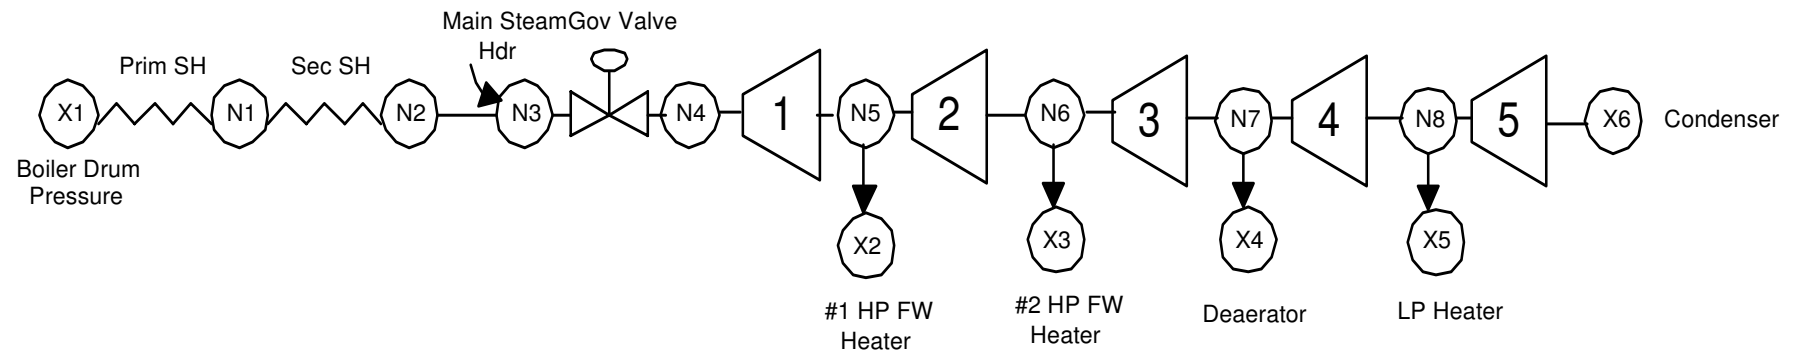 Main SteamGov Valve
Hdr
Prim SH
Sec SH
X1
N1
N2
N3
N4
1
N5
2
N6
3
N7
4
N8
5
X6
Condenser
Boiler Drum
Pressure
X2
X3
X4
X5
#1 HP FW
Heater
#2 HP FW
Heater
Deaerator
LP Heater